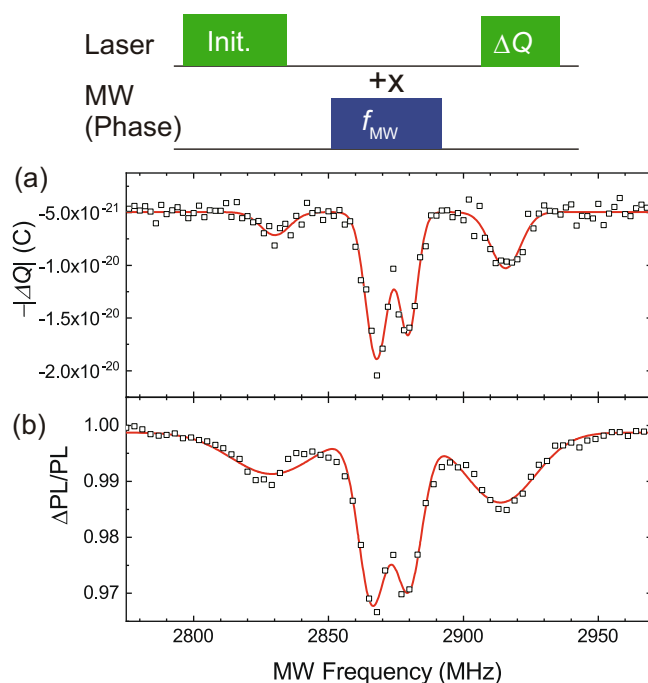 Laser Init. ΔQ
+x
MW
(Phase) f_MW
(a)
-5.0x10^-21
-1.0x10^-20
-1.5x10^-20
-2.0x10^-20
−|ΔQ| (C)
(b)
1.00
0.99
0.98
0.97
ΔPL/PL
2800 2850 2900 2950
MW Frequency (MHz)